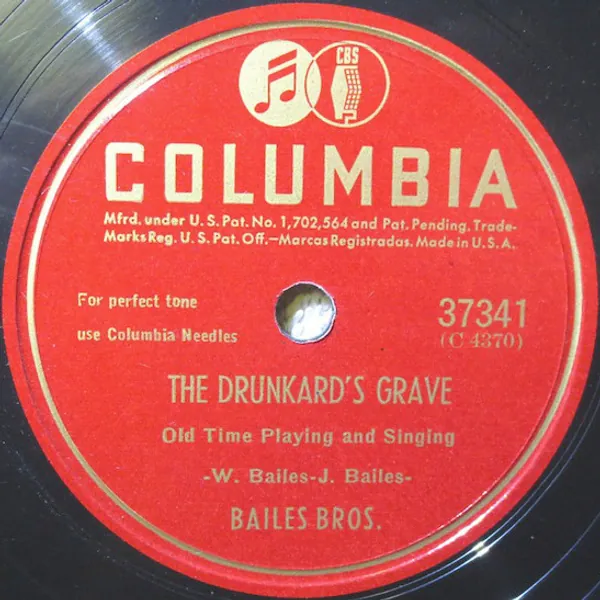 CBS
COLUMBIA
Mfrd. under U.S. Pat. No. 1,702,564 and Pat. Pending. Trade-
Marks Reg. U.S. Pat. Off.—Marcas Registradas. Made in U.S.A.
For perfect tone
use Columbia Needles
37341
(C 4370)
THE DRUNKARD'S GRAVE
Old Time Playing and Singing
-W. Bailes-J. Bailes-
BAILES BROS.